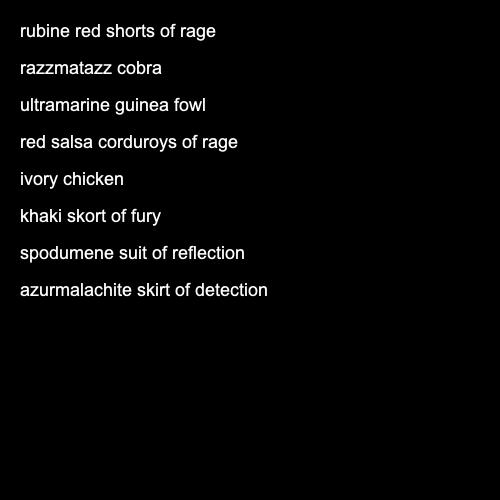 rubine red shorts of rage
razzmatazz cobra
ultramarine guinea fowl
red salsa corduroys of rage
ivory chicken
khaki skort of fury
spodumene suit of reflection
azurmalachite skirt of detection